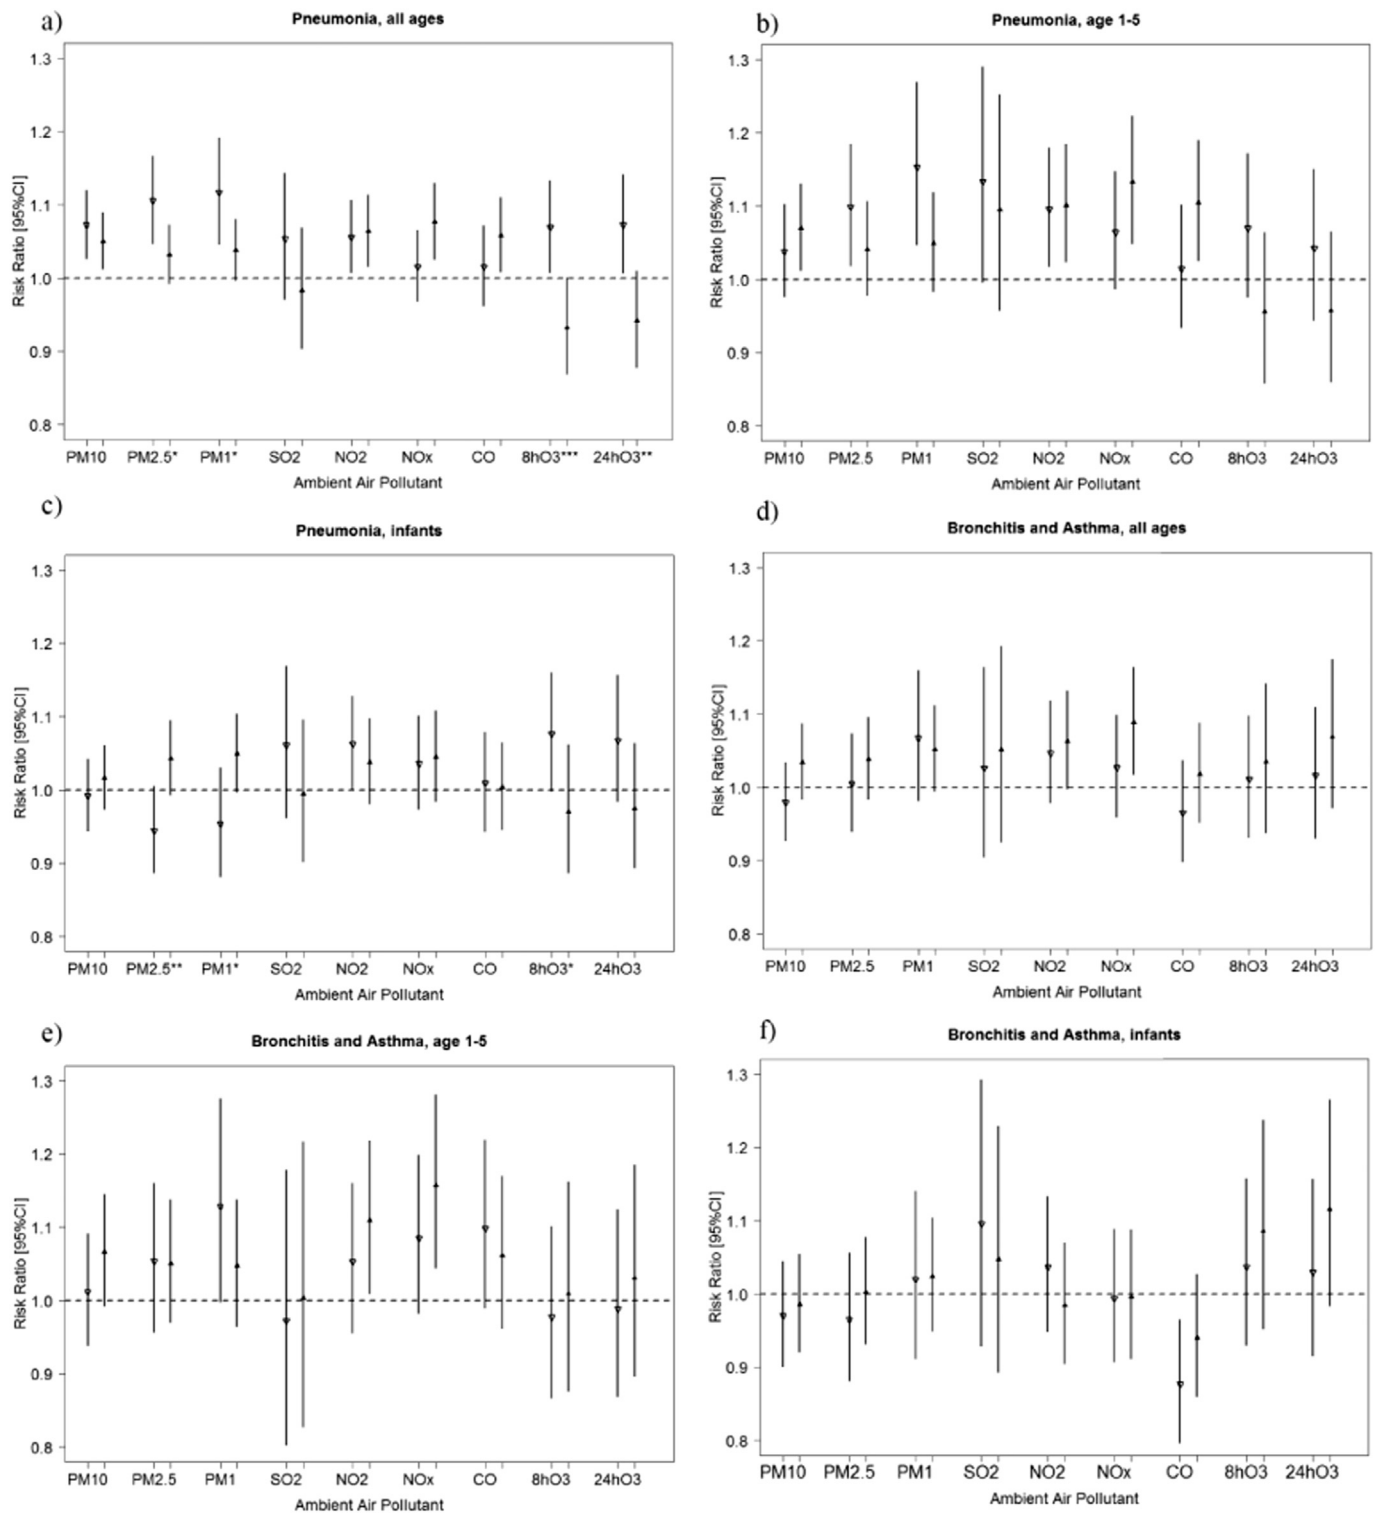 a)
Pneumonia, all ages
Risk Ratio [95%CI]
1.3
1.2
1.1
1.0
0.9
0.8
PM10 PM2.5* PM1* SO2 NO2 NOx CO 8hO3*** 24hO3**
Ambient Air Pollutant
b)
Pneumonia, age 1-5
Risk Ratio [95%CI]
1.3
1.2
1.1
1.0
0.9
0.8
PM10 PM2.5 PM1 SO2 NO2 NOx CO 8hO3 24hO3
Ambient Air Pollutant
c)
Pneumonia, infants
Risk Ratio [95%CI]
1.3
1.2
1.1
1.0
0.9
0.8
PM10 PM2.5** PM1* SO2 NO2 NOx CO 8hO3* 24hO3
Ambient Air Pollutant
d)
Bronchitis and Asthma, all ages
Risk Ratio [95%CI]
1.3
1.2
1.1
1.0
0.9
0.8
PM10 PM2.5 PM1 SO2 NO2 NOx CO 8hO3 24hO3
Ambient Air Pollutant
e)
Bronchitis and Asthma, age 1-5
Risk Ratio [95%CI]
1.3
1.2
1.1
1.0
0.9
0.8
PM10 PM2.5 PM1 SO2 NO2 NOx CO 8hO3 24hO3
Ambient Air Pollutant
f)
Bronchitis and Asthma, infants
Risk Ratio [95%CI]
1.3
1.2
1.1
1.0
0.9
0.8
PM10 PM2.5 PM1 SO2 NO2 NOx CO 8hO3 24hO3
Ambient Air Pollutant